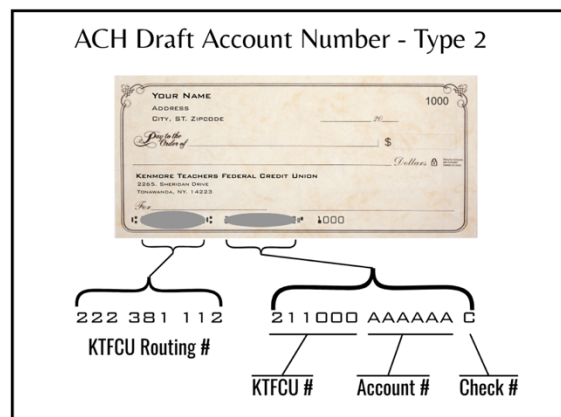 ACH Draft Account Number - Type 2
YOUR NAME
1000
ADDRESS
CITY, ST. ZIPCODE
20
Pay to the
Order of
$
Dollars
KENMORE TEACHERS FEDERAL CREDIT UNION
2265 SHERIDAN DRIVE
TONAWANDA, NY. 14223
For
1000
222 381 112
211000 AAAAAA C
KTFCU Routing #
KTFCU #
Account #
Check #